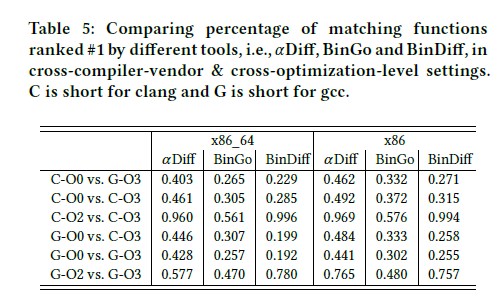 Table 5: Comparing percentage of matching functions
ranked #1 by different tools, i.e., αDiff, BinGo and BinDiff, in
cross-compiler-vendor & cross-optimization-level settings.
C is short for clang and G is short for gcc.
x86_64 x86
αDiff BinGo BinDiff αDiff BinGo BinDiff
C-O0 vs. G-O3 0.403 0.265 0.229 0.462 0.332 0.271
C-O0 vs. C-O3 0.461 0.305 0.285 0.492 0.372 0.315
C-O2 vs. C-O3 0.960 0.561 0.996 0.969 0.576 0.994
G-O0 vs. C-O3 0.446 0.307 0.199 0.484 0.333 0.258
G-O0 vs. G-O3 0.428 0.257 0.192 0.441 0.302 0.255
G-O2 vs. G-O3 0.577 0.470 0.780 0.765 0.480 0.757